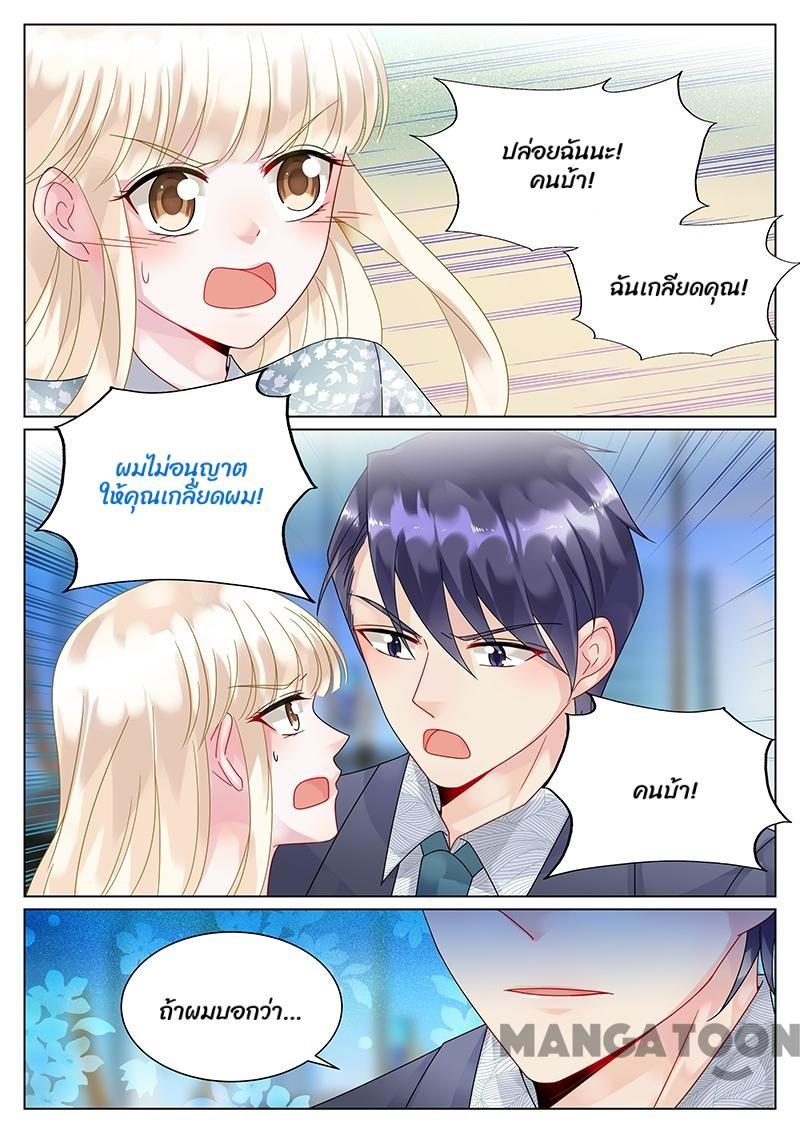 ปล่อยฉันนะ!
คนบ้า!
ฉันเกลียดคุณ!
ผมไม่อนุญาต
ให้คุณเกลียดผม!
คนบ้า!
ถ้าผมบอกว่า...
MANGATOON